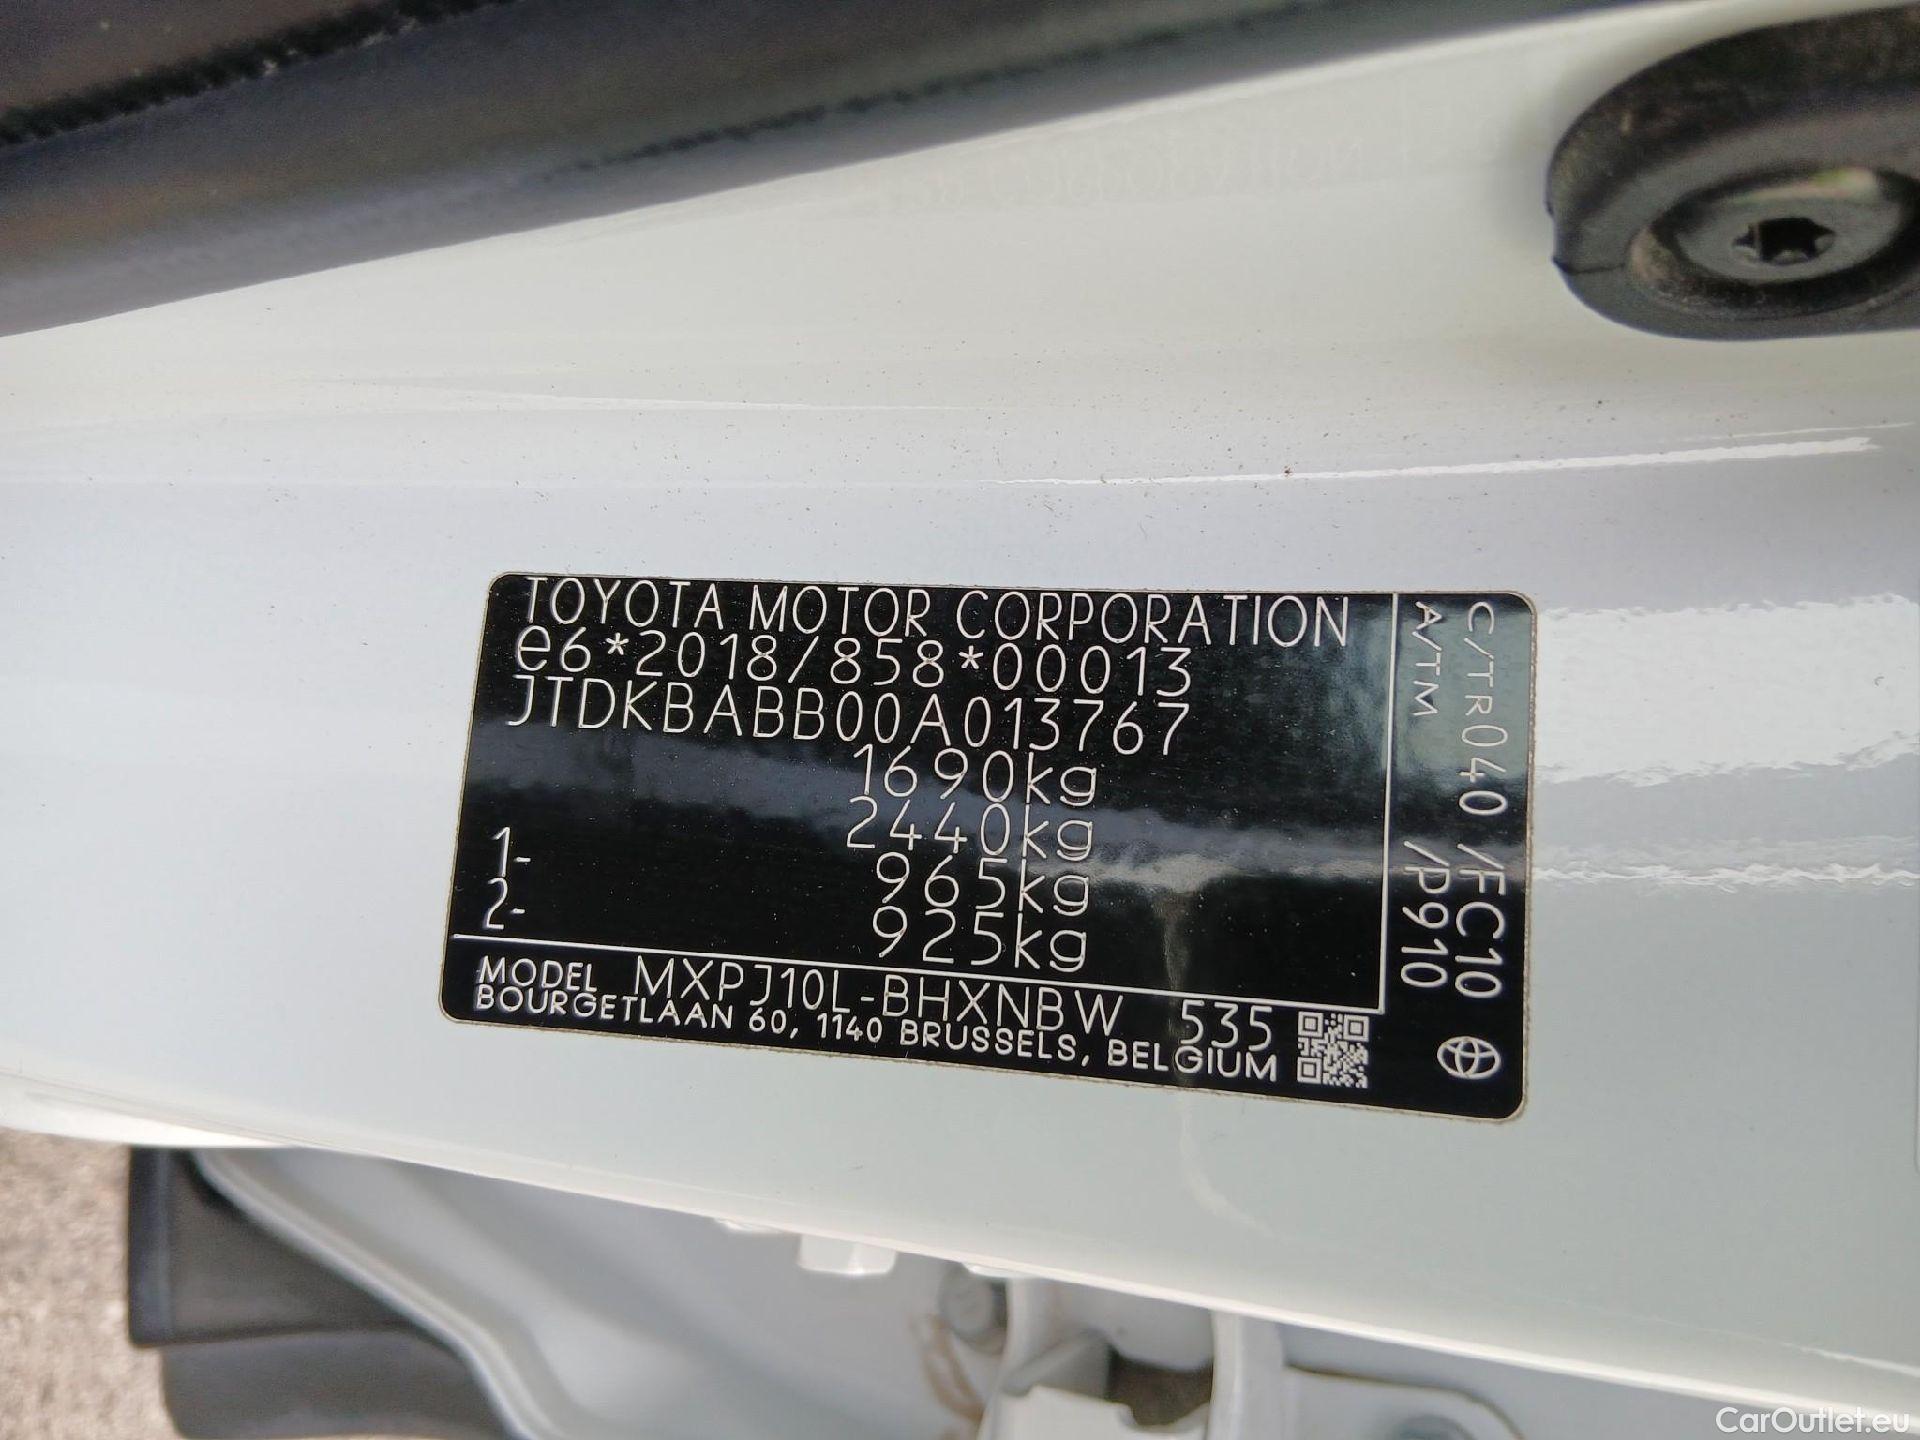 TOYOTA MOTOR CORPORATION
e6*2018/858*00013
JTDKBABB00A013767
1690kg
2440kg
1- 965kg
2- 925kg
MODEL MXPJ10L-BHXNBW 535
BOURGETLAAN 60, 1140 BRUSSELS, BELGIUM
C/TR040 /FC10
A/TM /P910
CarOutlet.eu